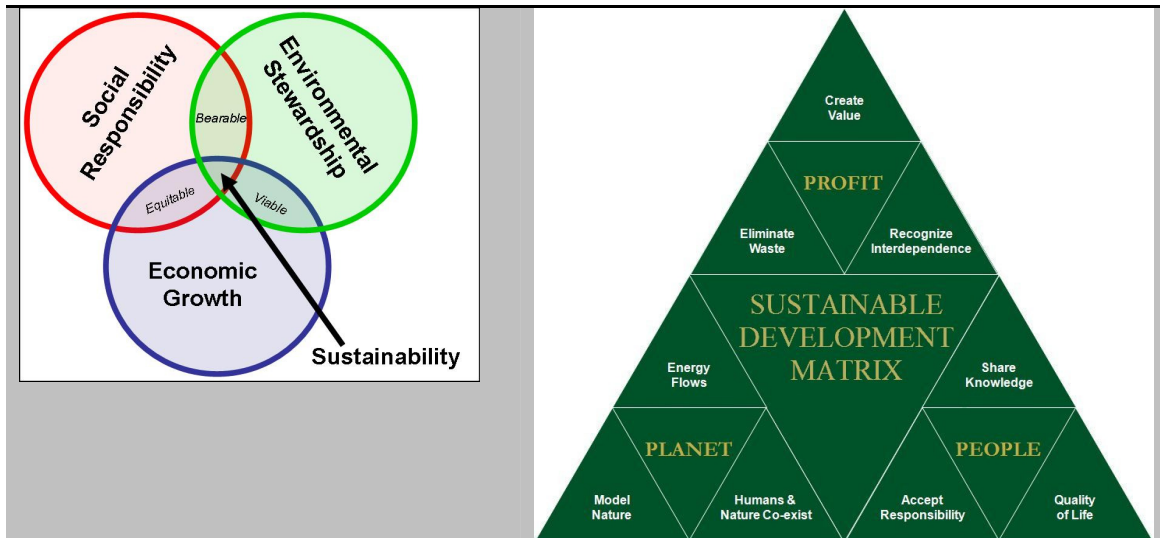 Social
Responsibility
Environmental
Stewardship
Bearable
Equitable
Viable
Economic
Growth
Sustainability
Create
Value
PROFIT
Eliminate
Waste
Recognize
Interdependence
SUSTAINABLE
DEVELOPMENT
MATRIX
Energy
Flows
Share
Knowledge
PLANET
PEOPLE
Model
Nature
Humans &
Nature Co-exist
Accept
Responsibility
Quality
of Life